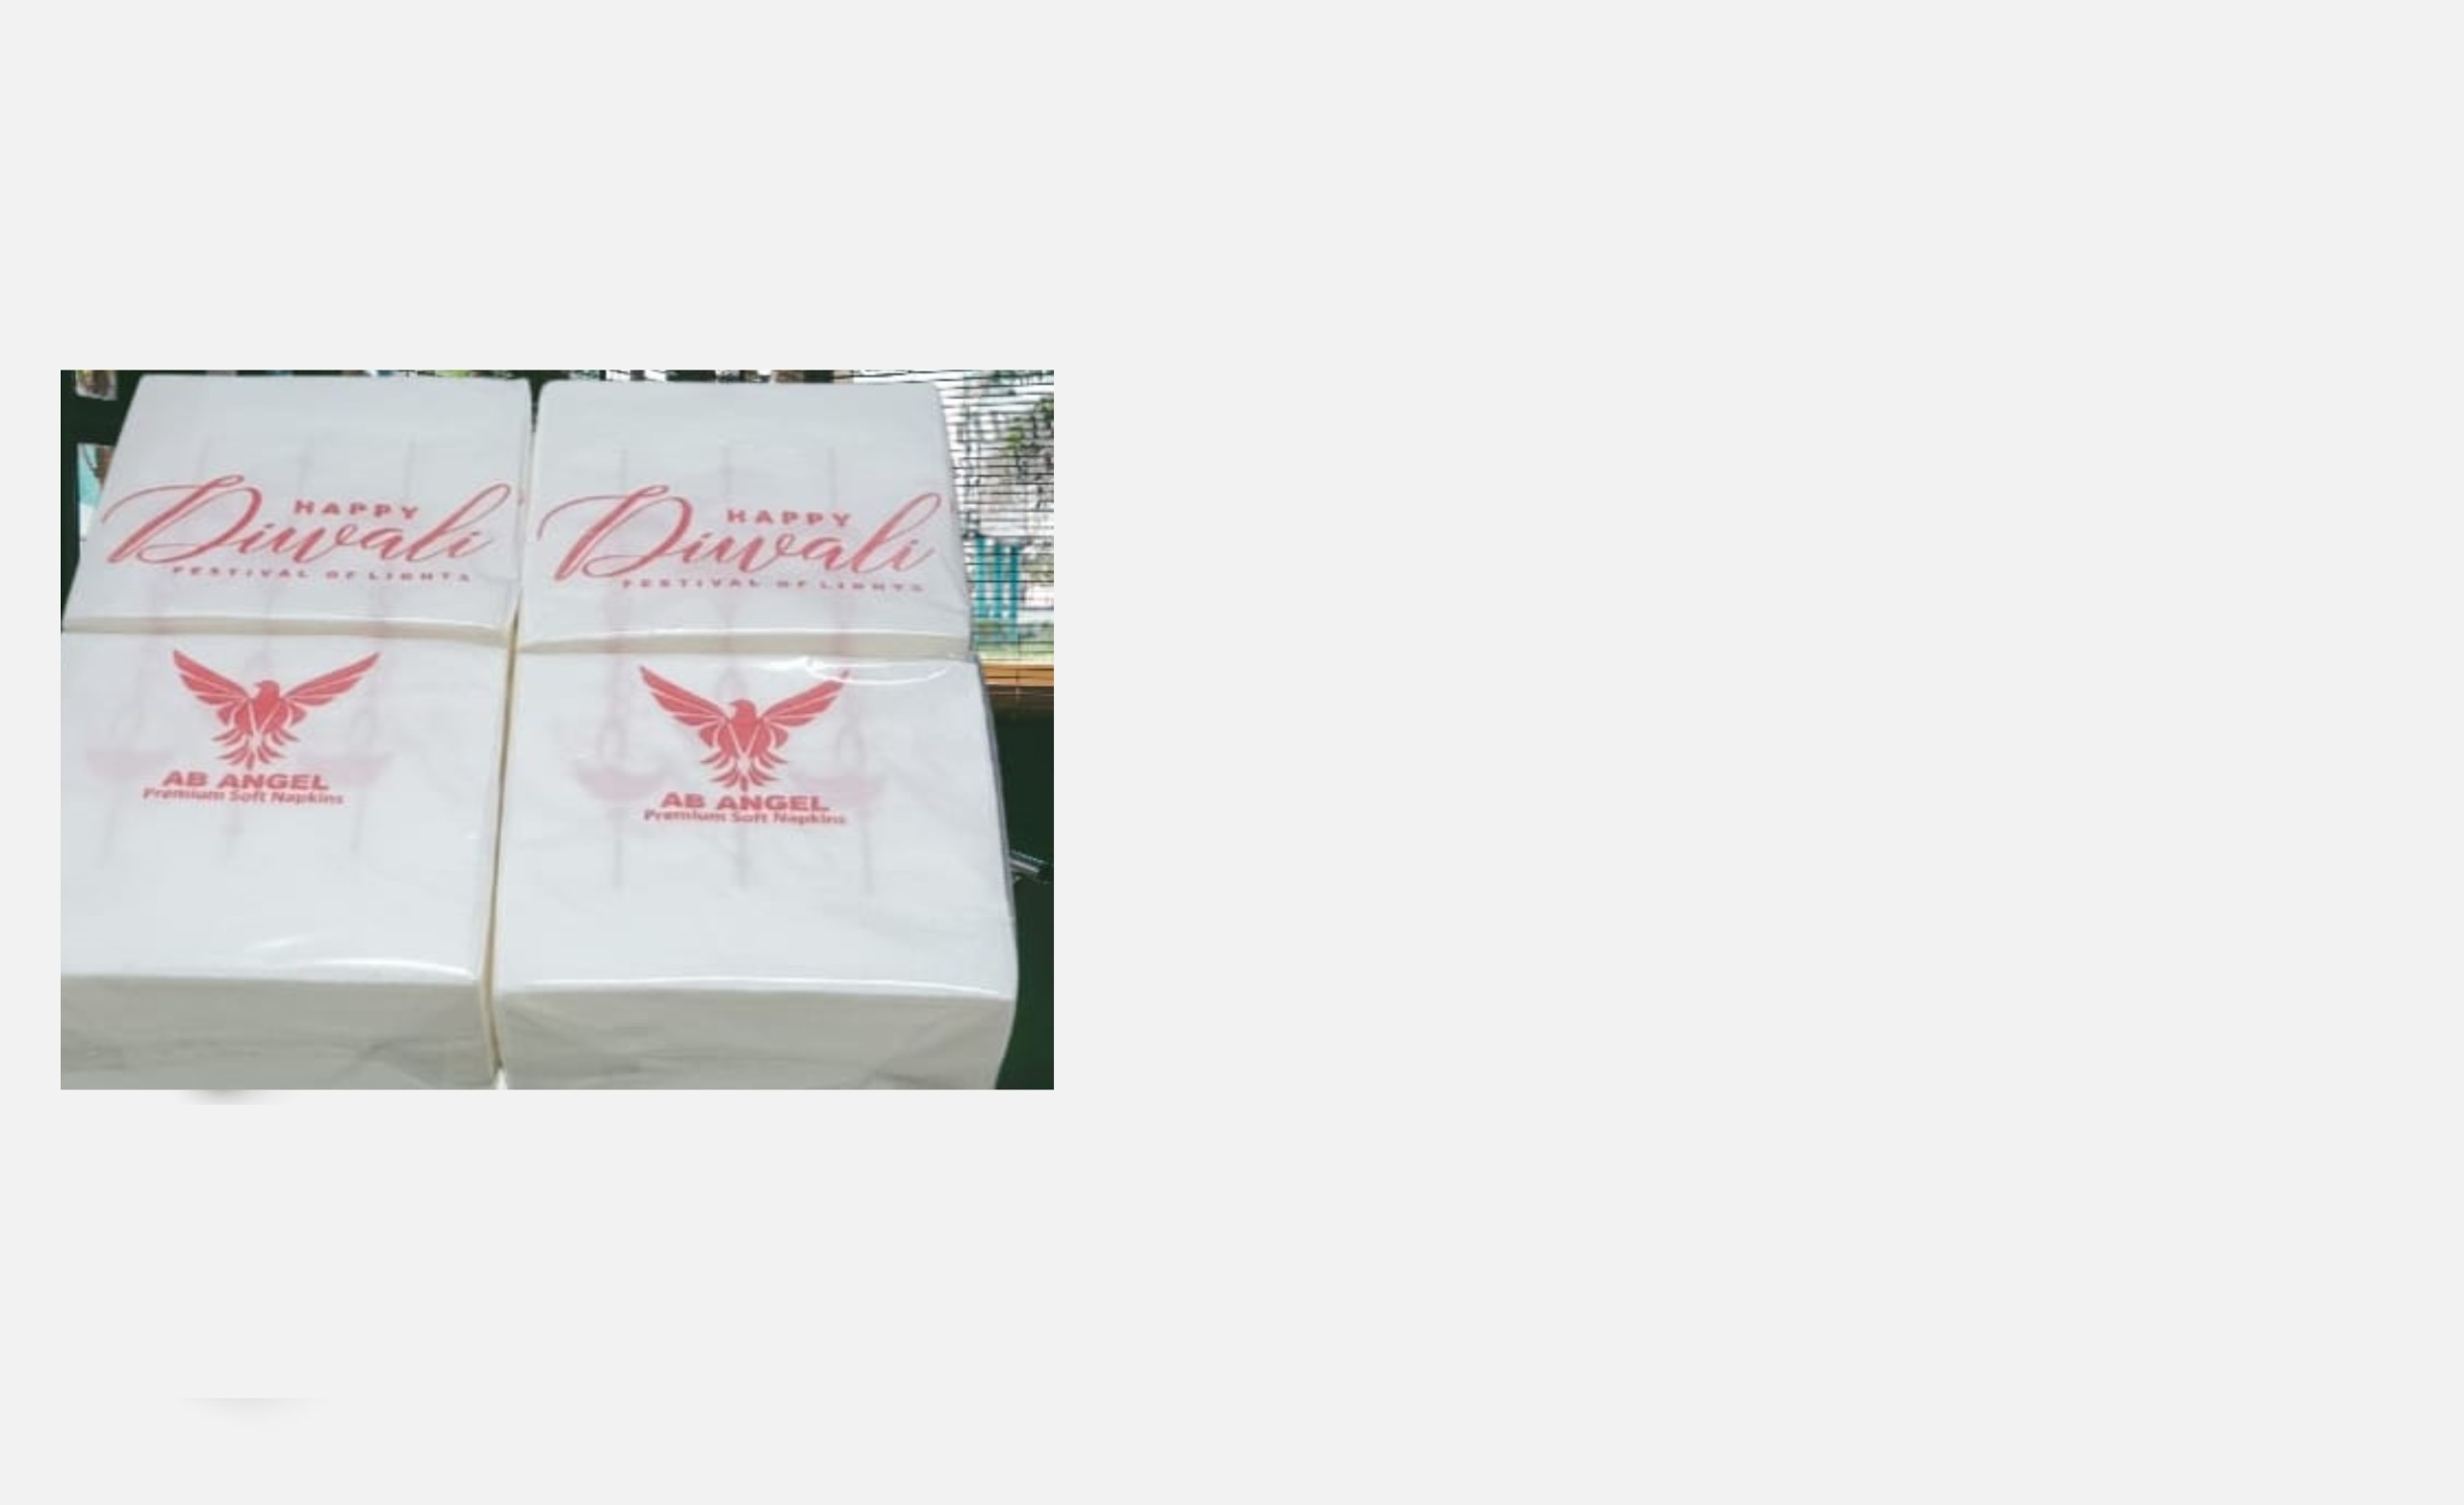 HAPPY
Diwali
FESTIVAL OF LIGHTS
HAPPY
Diwali
FESTIVAL OF LIGHTS
AB ANGEL
Premium Soft Napkins
AB ANGEL
Premium Soft Napkins